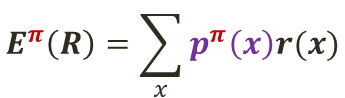 E^π(R) = ∑_x p^π(x)r(x)